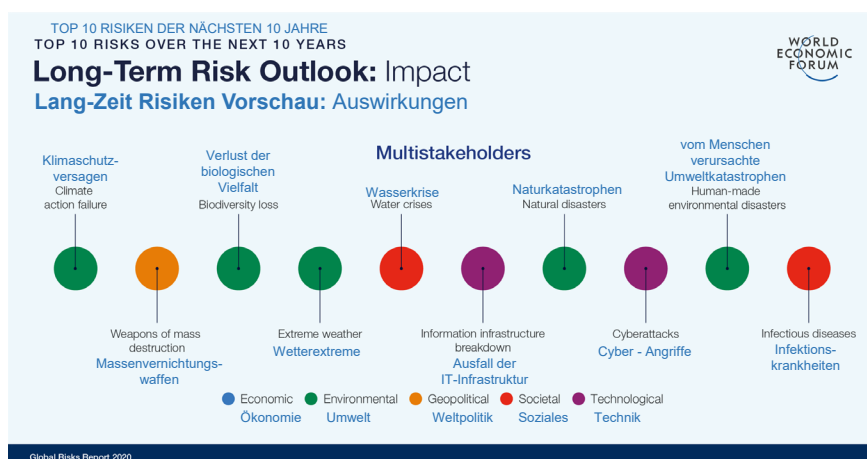 TOP 10 RISIKEN DER NÄCHSTEN 10 JAHRE
TOP 10 RISKS OVER THE NEXT 10 YEARS
Long-Term Risk Outlook: Impact
Lang-Zeit Risiken Vorschau: Auswirkungen
WORLD
ECONOMIC
FORUM
Multistakeholders
Klimaschutz-
versagen
Climate
action failure
Verlust der
biologischen
Vielfalt
Biodiversity loss
Wasserkrise
Water crises
Naturkatastrophen
Natural disasters
vom Menschen
verursachte
Umweltkatastrophen
Human-made
environmental disasters
Weapons of mass
destruction
Massenvernichtungs-
waffen
Extreme weather
Wetterextreme
Information infrastructure
breakdown
Ausfall der
IT-Infrastruktur
Cyberattacks
Cyber - Angriffe
Infectious diseases
Infektions-
krankheiten
Economic Environmental Geopolitical Societal Technological
Ökonomie Umwelt Weltpolitik Soziales Technik
Global Risks Report 2020